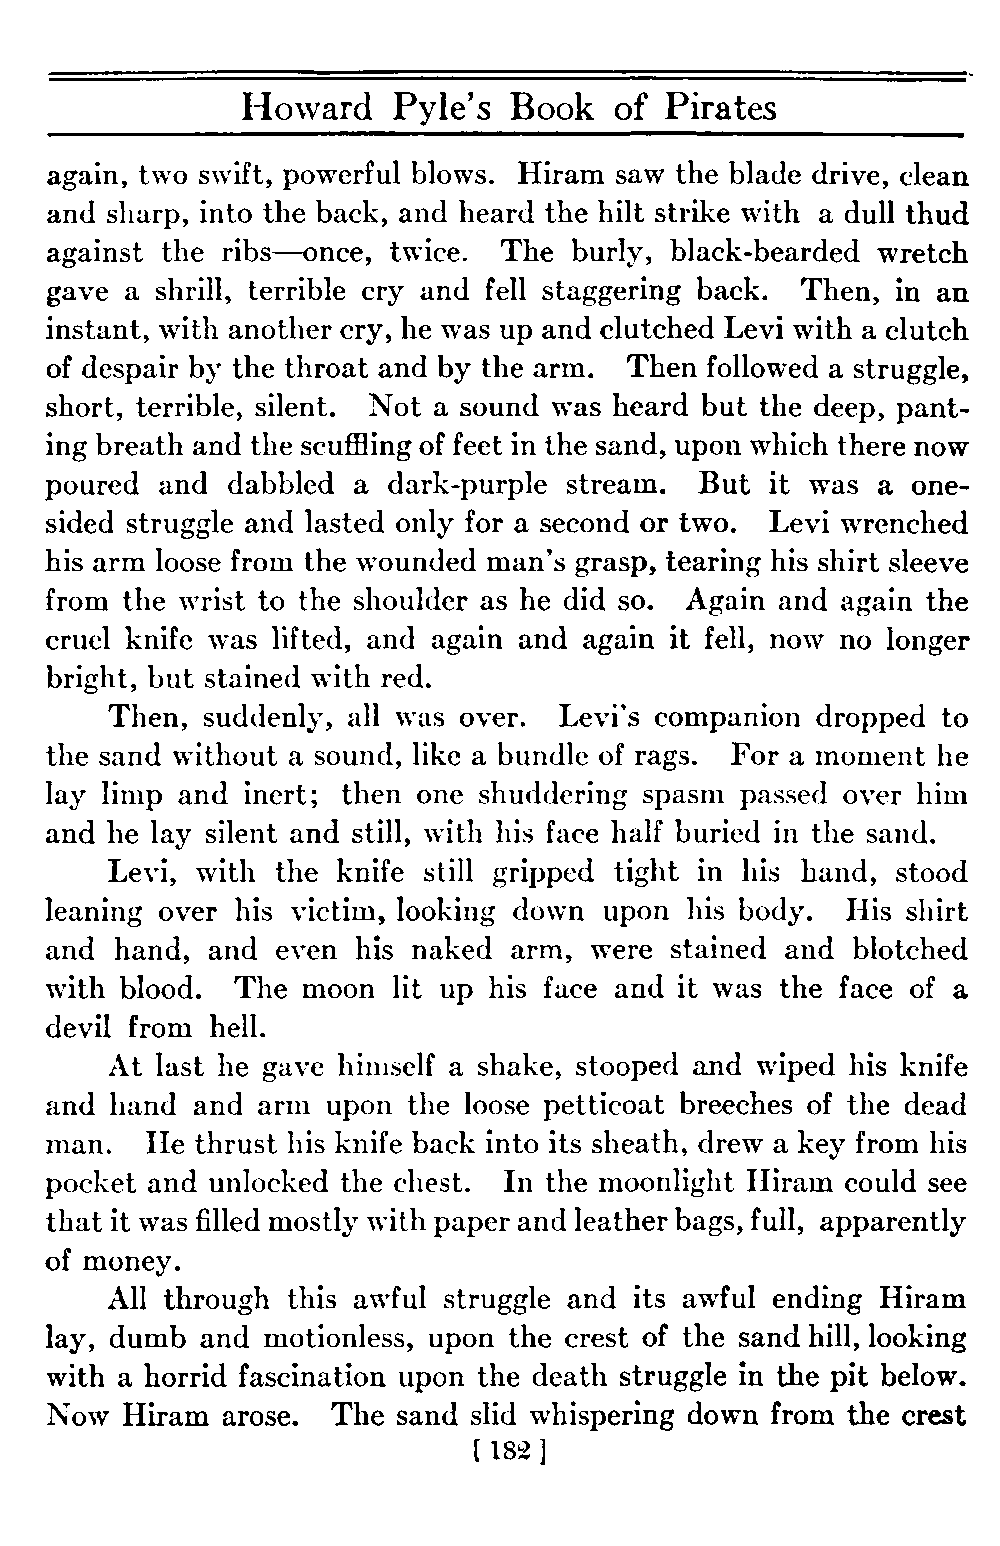 Howard Pyle's Book of Pirates
again, two swift, powerful blows. Hiram saw the blade drive, clean
and sharp, into the back, and heard the hilt strike with a dull thud
against the ribs—once, twice. The burly, black-bearded wretch
gave a shrill, terrible cry and fell staggering back. Then, in an
instant, with another cry, he was up and clutched Levi with a clutch
of despair by the throat and by the arm. Then followed a struggle,
short, terrible, silent. Not a sound was heard but the deep, pant-
ing breath and the scuffling of feet in the sand, upon which there now
poured and dabbled a dark-purple stream. But it was a one-
sided struggle and lasted only for a second or two. Levi wrenched
his arm loose from the wounded man's grasp, tearing his shirt sleeve
from the wrist to the shoulder as he did so. Again and again the
cruel knife was lifted, and again and again it fell, now no longer
bright, but stained with red.
Then, suddenly, all was over. Levi's companion dropped to
the sand without a sound, like a bundle of rags. For a moment he
lay limp and inert; then one shuddering spasm passed over him
and he lay silent and still, with his face half buried in the sand.
Levi, with the knife still gripped tight in his hand, stood
leaning over his victim, looking down upon his body. His shirt
and hand, and even his naked arm, were stained and blotched
with blood. The moon lit up his face and it was the face of a
devil from hell.
At last he gave himself a shake, stooped and wiped his knife
and hand and arm upon the loose petticoat breeches of the dead
man. He thrust his knife back into its sheath, drew a key from his
pocket and unlocked the chest. In the moonlight Hiram could see
that it was filled mostly with paper and leather bags, full, apparently
of money.
All through this awful struggle and its awful ending Hiram
lay, dumb and motionless, upon the crest of the sand hill, looking
with a horrid fascination upon the death struggle in the pit below.
Now Hiram arose. The sand slid whispering down from the crest
[ 182 ]